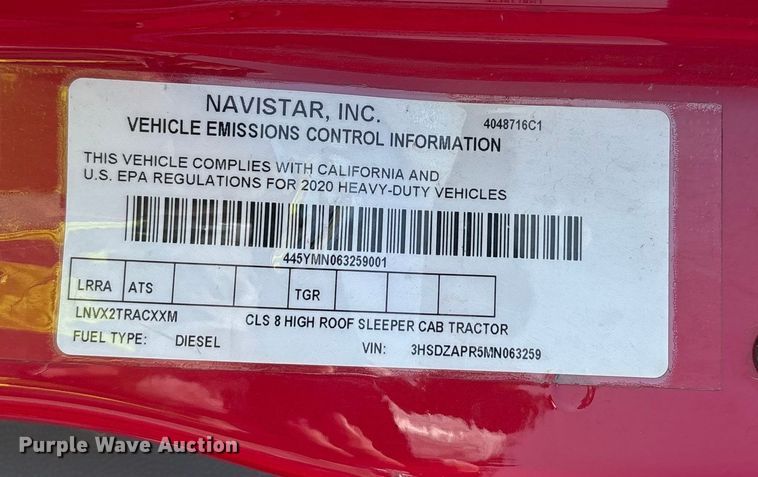 NAVISTAR, INC.
4048716C1
VEHICLE EMISSIONS CONTROL INFORMATION
THIS VEHICLE COMPLIES WITH CALIFORNIA AND
U.S. EPA REGULATIONS FOR 2020 HEAVY-DUTY VEHICLES
445YMN063259001
LRRA ATS TGR
LNVX2TRACXXM CLS 8 HIGH ROOF SLEEPER CAB TRACTOR
FUEL TYPE: DIESEL VIN: 3HSDZAPR5MN063259
Purple Wave Auction